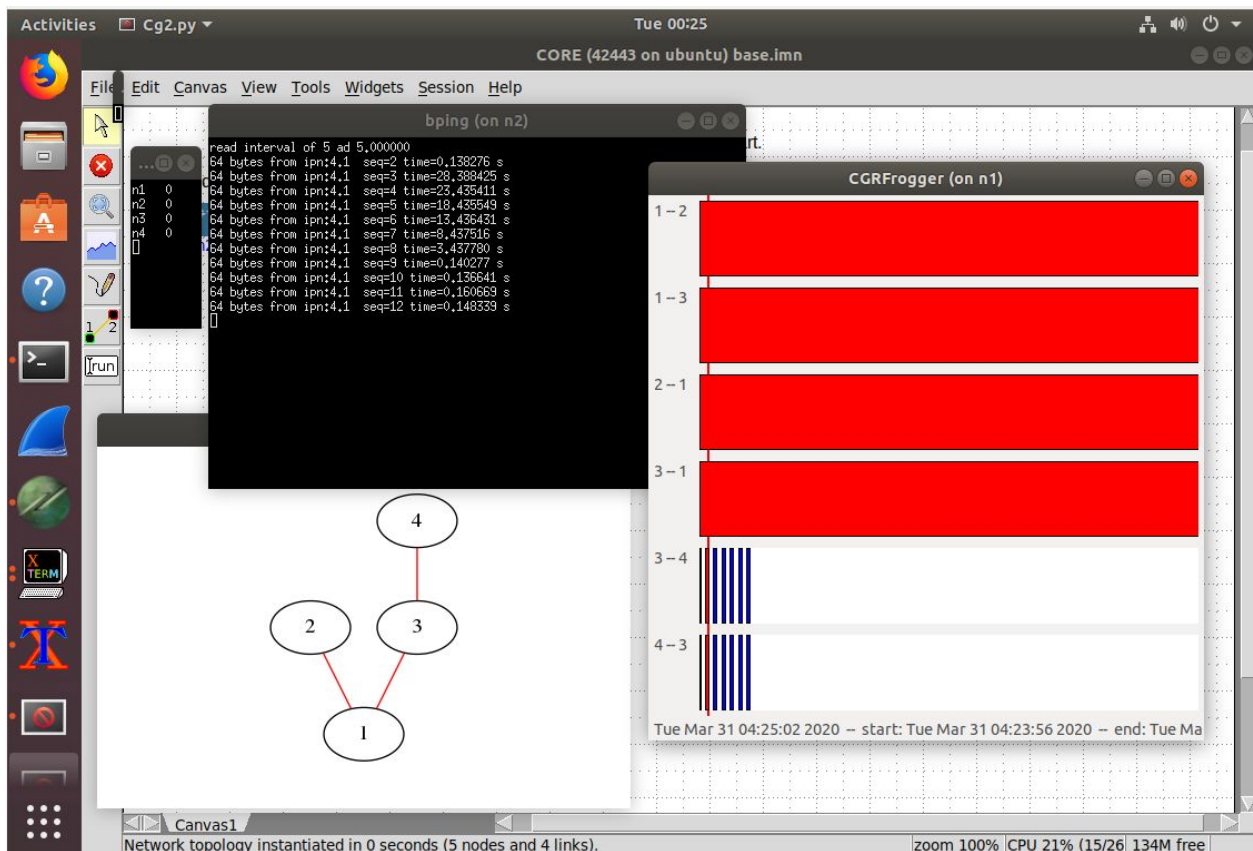 Activities Cg2.py Tue 00:25
CORE (42443 on ubuntu) base.imn
File Edit Canvas View Tools Widgets Session Help
bping (on n2)
read interval of 5 ad 5.000000
64 bytes from ipn:4.1 seq=2 time=0.138276 s
64 bytes from ipn:4.1 seq=3 time=28.388425 s
64 bytes from ipn:4.1 seq=4 time=23.435411 s
64 bytes from ipn:4.1 seq=5 time=18.435549 s
64 bytes from ipn:4.1 seq=6 time=13.436431 s
64 bytes from ipn:4.1 seq=7 time=8.437516 s
64 bytes from ipn:4.1 seq=8 time=3.437780 s
64 bytes from ipn:4.1 seq=9 time=0.140277 s
64 bytes from ipn:4.1 seq=10 time=0.136641 s
64 bytes from ipn:4.1 seq=11 time=0.160669 s
64 bytes from ipn:4.1 seq=12 time=0.148339 s
rt.
...
n1 0
n2 0
n3 0
n4 0
1 2
run
X
TERM
CGRFrogger (on n1)
1 -- 2
1 -- 3
2 -- 1
3 -- 1
3 -- 4
4 -- 3
Tue Mar 31 04:25:02 2020 -- start: Tue Mar 31 04:23:56 2020 -- end: Tue Ma
4
2
3
1
Canvas1
Network topology instantiated in 0 seconds (5 nodes and 4 links).
zoom 100% CPU 21% (15/26 134M free